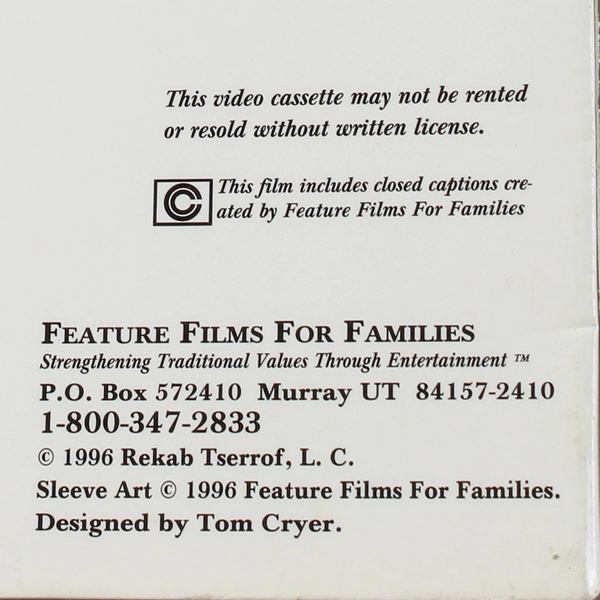 This video cassette may not be rented
or resold without written license.
This film includes closed captions cre-
ated by Feature Films For Families
FEATURE FILMS FOR FAMILIES
Strengthening Traditional Values Through Entertainment ™
P.O. Box 572410 Murray UT 84157-2410
1-800-347-2833
© 1996 Rekab Tserrof, L. C.
Sleeve Art © 1996 Feature Films For Families.
Designed by Tom Cryer.